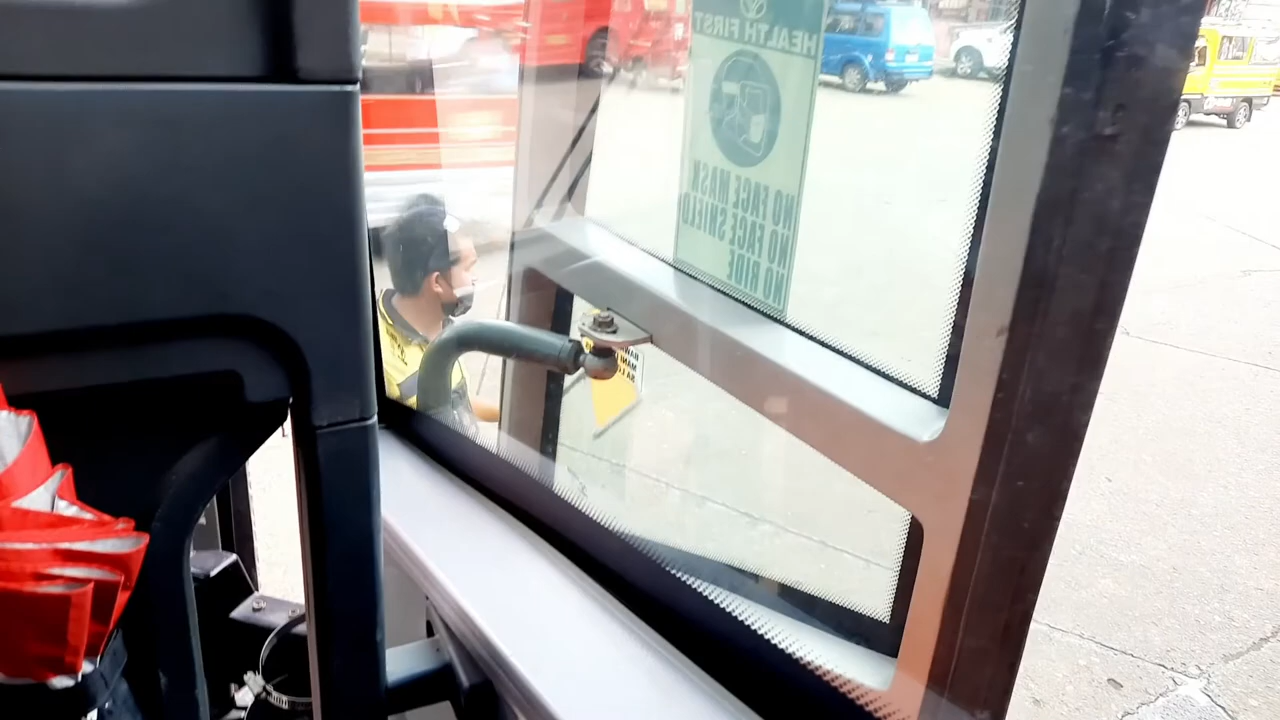 HEALTH FIRST
NO FACE MASK
NO FACE SHIELD
NO RIDE